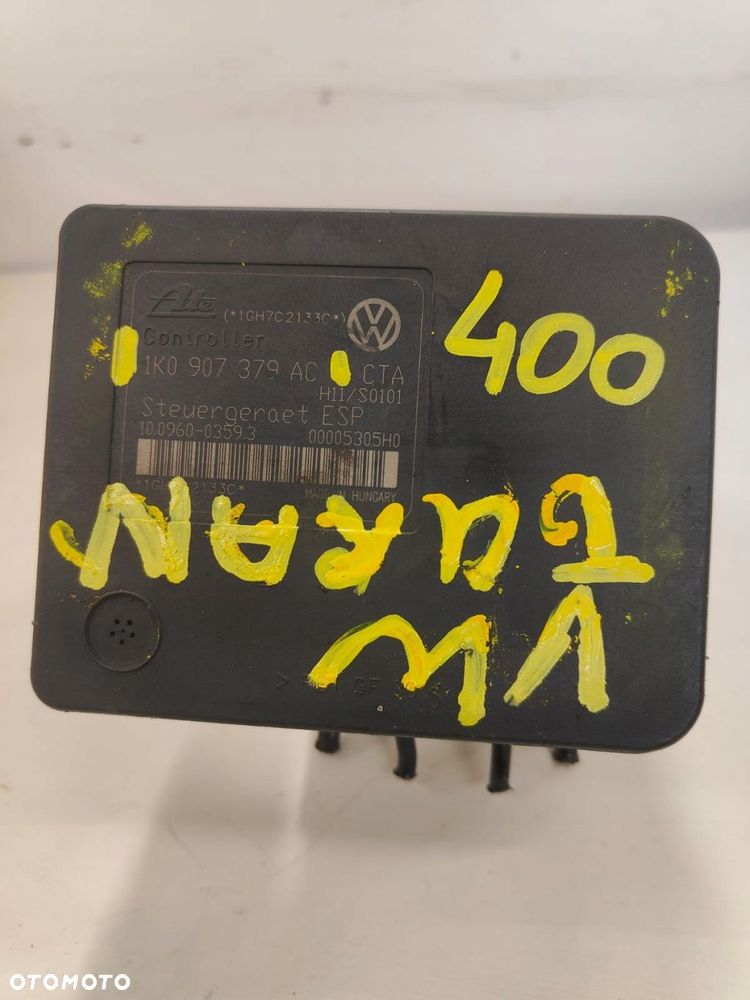 Ate (*1GH7C2133C*)
Controller
1K0 907 379 AC CTA
H11/S0101
Steuergeraet ESP
10.0960-0359.3 00005305H0
*1GH7C2133C* MADE IN HUNGARY
400
VW
TURAN
OTOMOTO